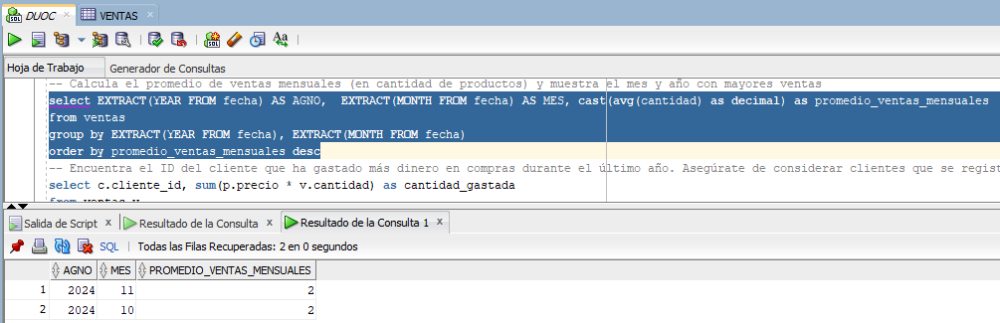 DUOC
VENTAS
SQL
Aa
Hoja de Trabajo Generador de Consultas
-- Calcula el promedio de ventas mensuales (en cantidad de productos) y muestra el mes y año con mayores ventas
select EXTRACT(YEAR FROM fecha) AS AGNO,  EXTRACT(MONTH FROM fecha) AS MES, cast(avg(cantidad) as decimal) as promedio_ventas_mensuales
from ventas
group by EXTRACT(YEAR FROM fecha), EXTRACT(MONTH FROM fecha)
order by promedio_ventas_mensuales desc
-- Encuentra el ID del cliente que ha gastado más dinero en compras durante el último año. Asegúrate de considerar clientes que se regist
select c.cliente_id, sum(p.precio * v.cantidad) as cantidad_gastada
from ventas v
Salida de Script x Resultado de la Consulta x Resultado de la Consulta 1 x
SQL | Todas las Filas Recuperadas: 2 en 0 segundos
AGNO MES PROMEDIO_VENTAS_MENSUALES
1 2024 11 2
2 2024 10 2